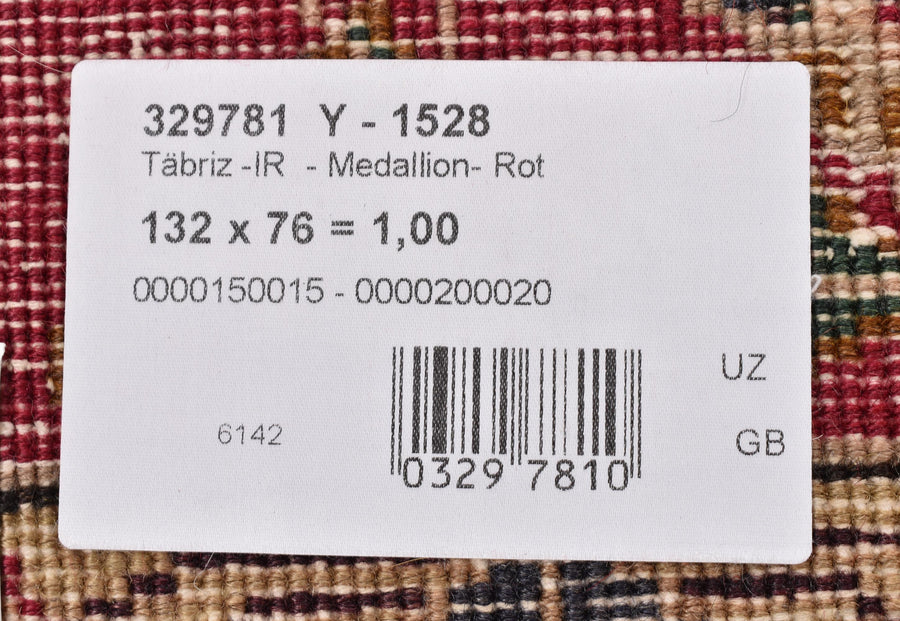 329781 Y - 1528
Täbriz -IR - Medallion- Rot
132 x 76 = 1,00
0000150015 - 0000200020
UZ
6142
GB
0329 7810